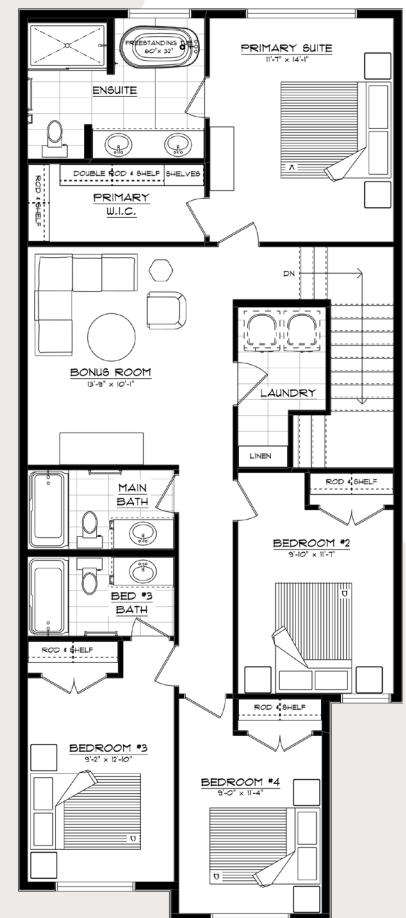 FREESTANDING
60" x 32"
PRIMARY SUITE
11'-7" x 14'-1"
ENSUITE
DOUBLE ROD & SHELF
SHELVES
ROD & SHELF
PRIMARY
W.I.C.
DN
BONUS ROOM
13'-9" x 10'-1"
LAUNDRY
LINEN
MAIN
BATH
ROD & SHELF
BEDROOM #2
9'-10" x 11'-7"
BED #3
BATH
ROD & SHELF
ROD & SHELF
BEDROOM #3
9'-2" x 12'-10"
BEDROOM #4
9'-0" x 11'-4"